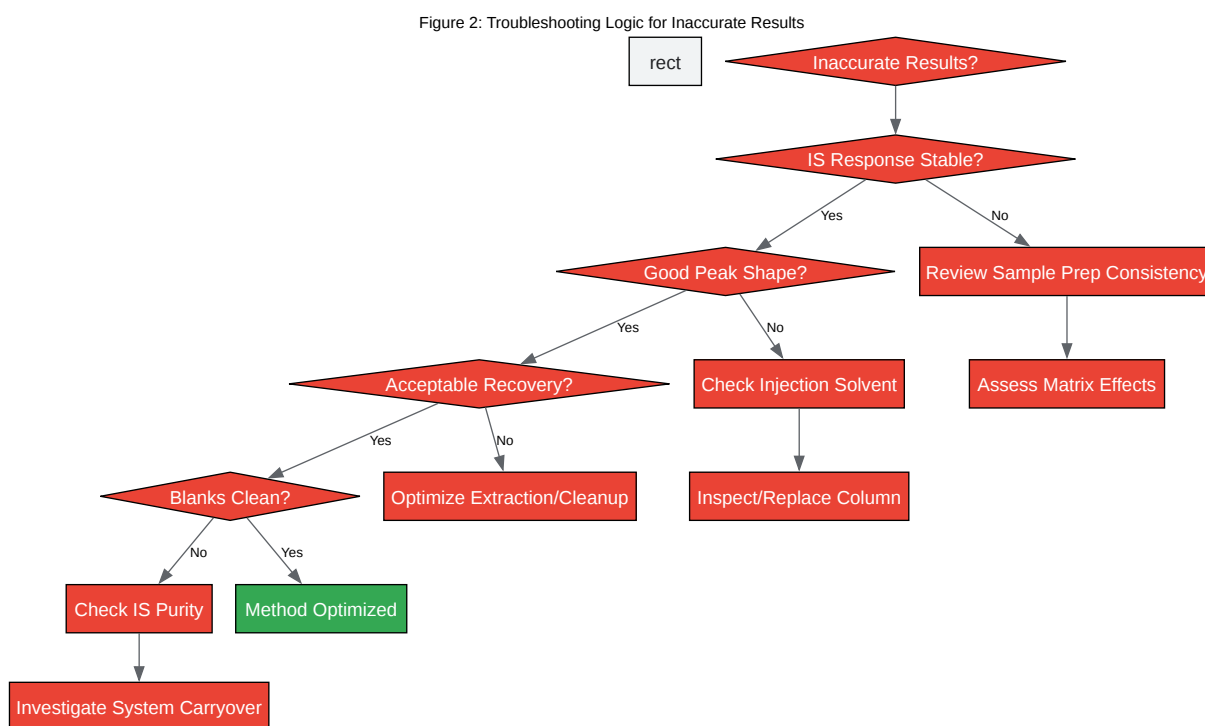 Figure 2: Troubleshooting Logic for Inaccurate Results
rect
Inaccurate Results?
IS Response Stable?
Yes
No
Good Peak Shape?
Review Sample Prep Consistency
Yes
No
Acceptable Recovery?
Check Injection Solvent
Assess Matrix Effects
Yes
No
Blanks Clean?
Optimize Extraction/Cleanup
Inspect/Replace Column
No
Yes
Check IS Purity
Method Optimized
Investigate System Carryover